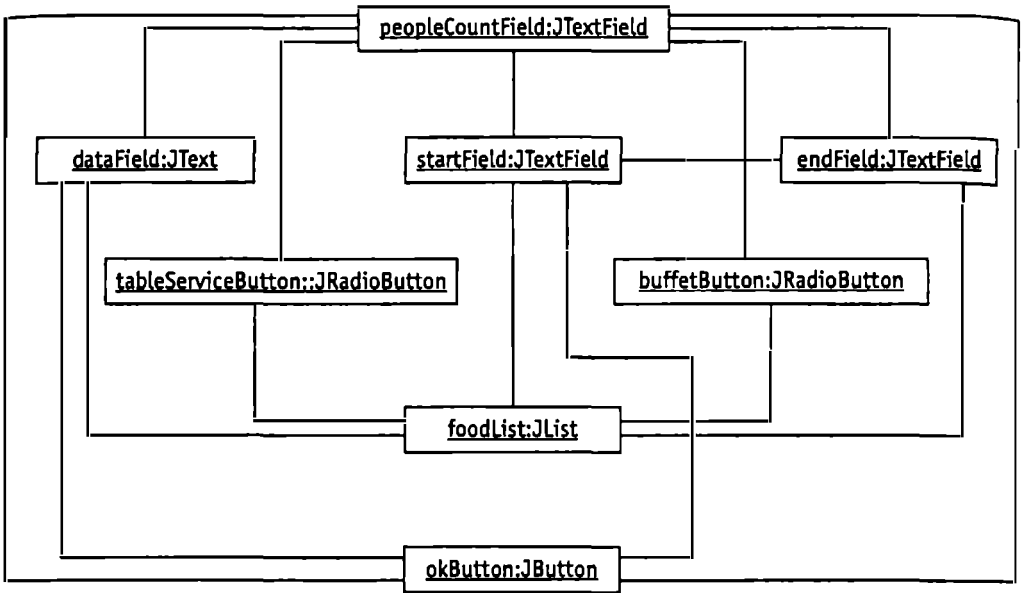 peopleCountField:JTextField
dataField:JText
startField:JTextField
endField:JTextField
tableServiceButton::JRadioButton
buffetButton:JRadioButton
foodList:JList
okButton:JButton